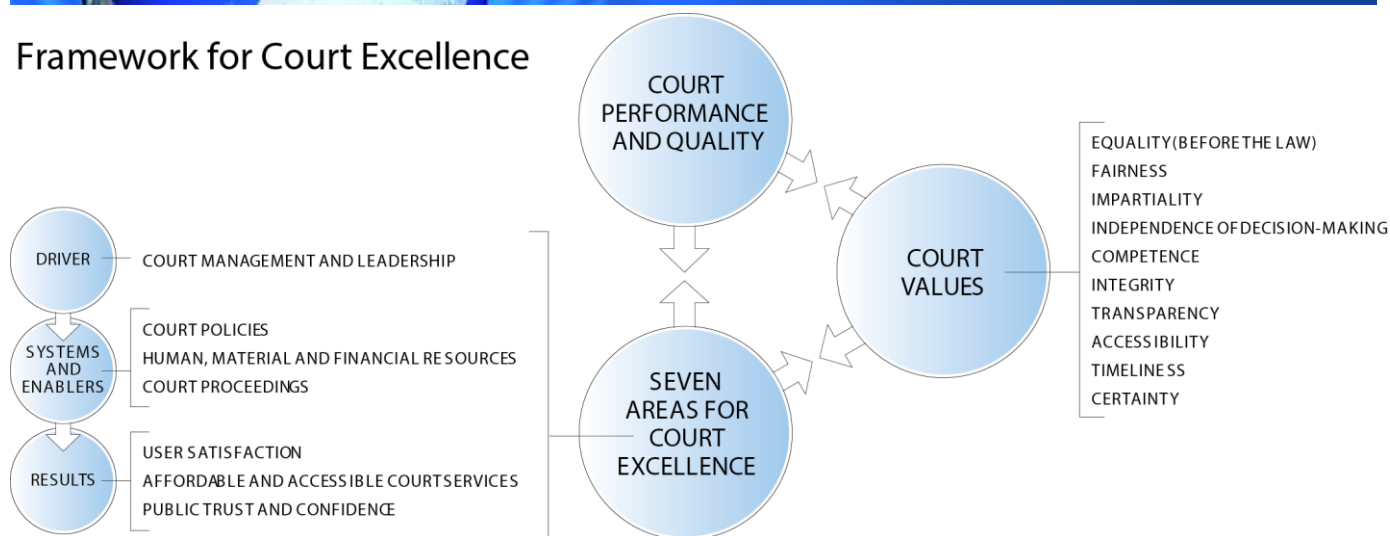 Framework for Court Excellence
COURT
PERFORMANCE
AND QUALITY
EQUALITY (BEFORE THE LAW)
FAIRNESS
IMPARTIALITY
INDEPENDENCE OF DECISION-MAKING
COMPETENCE
INTEGRITY
TRANSPARENCY
ACCESSIBILITY
TIMELINESS
CERTAINTY
COURT
VALUES
DRIVER
COURT MANAGEMENT AND LEADERSHIP
SYSTEMS
AND
ENABLERS
COURT POLICIES
HUMAN, MATERIAL AND FINANCIAL RESOURCES
COURT PROCEEDINGS
RESULTS
USER SATISFACTION
AFFORDABLE AND ACCESSIBLE COURT SERVICES
PUBLIC TRUST AND CONFIDENCE
SEVEN
AREAS FOR
COURT
EXCELLENCE